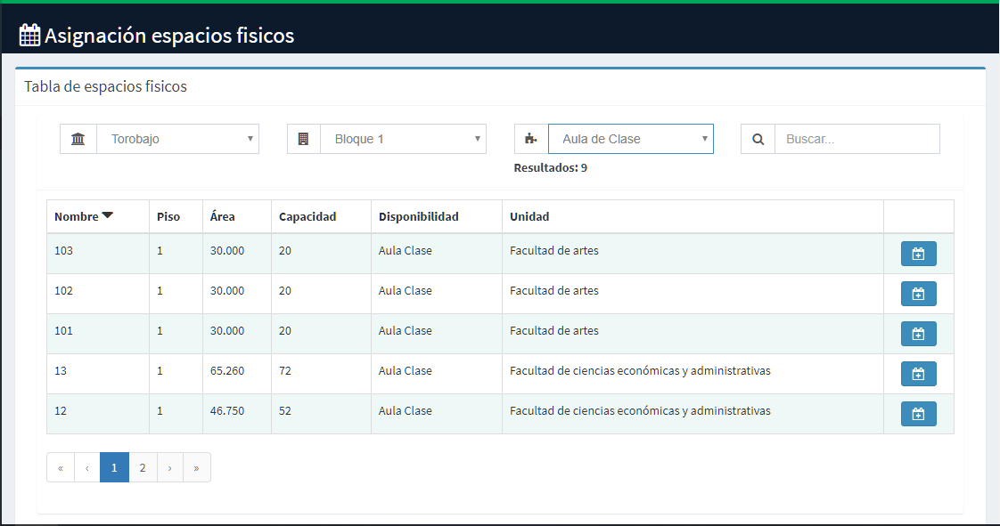 Asignación espacios fisicos
Tabla de espacios fisicos
Torobajo Bloque 1 Aula de Clase Buscar...
Resultados: 9
Nombre Piso Área Capacidad Disponibilidad Unidad
103 1 30.000 20 Aula Clase Facultad de artes
102 1 30.000 20 Aula Clase Facultad de artes
101 1 30.000 20 Aula Clase Facultad de artes
13 1 65.260 72 Aula Clase Facultad de ciencias económicas y administrativas
12 1 46.750 52 Aula Clase Facultad de ciencias económicas y administrativas
« ‹ 1 2 › »